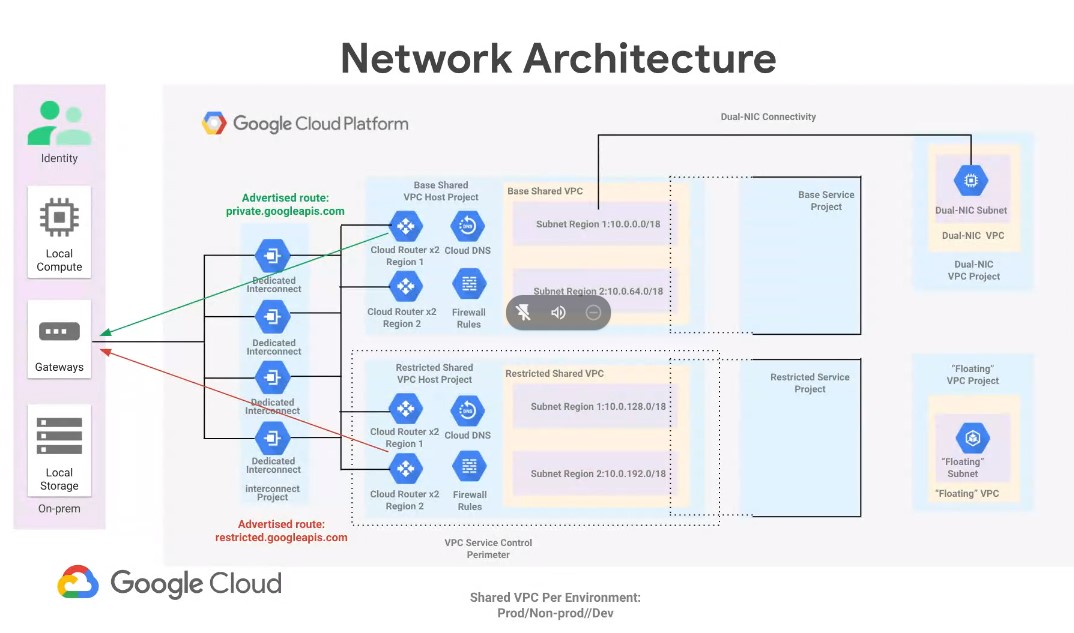 Network Architecture
Identity
Local
Compute
Gateways
Local
Storage
On-prem
Google Cloud Platform
Dual-NIC Connectivity
Advertised route:
private.googleapis.com
Dedicated
Interconnect
Dedicated
Interconnect
Dedicated
Interconnect
Dedicated
Interconnect
interconnect
Project
Advertised route:
restricted.googleapis.com
Base Shared
VPC Host Project
Cloud Router x2
Region 1
DNS
Cloud DNS
Cloud Router x2
Region 2
Firewall
Rules
Base Shared VPC
Subnet Region 1:10.0.0.0/18
Subnet Region 2:10.0.64.0/18
Base Service
Project
Dual-NIC Subnet
Dual-NIC VPC
Dual-NIC
VPC Project
Restricted Shared
VPC Host Project
Cloud Router x2
Region 1
DNS
Cloud DNS
Cloud Router x2
Region 2
Firewall
Rules
Restricted Shared VPC
Subnet Region 1:10.0.128.0/18
Subnet Region 2:10.0.192.0/18
Restricted Service
Project
"Floating"
VPC Project
"Floating"
Subnet
"Floating" VPC
VPC Service Control
Perimeter
Google Cloud
Shared VPC Per Environment:
Prod/Non-prod//Dev